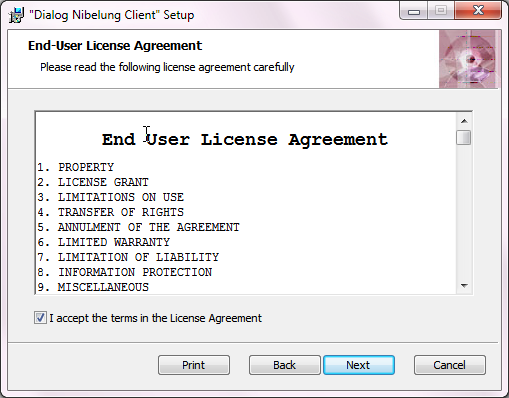 "Dialog Nibelung Client" Setup
End-User License Agreement
Please read the following license agreement carefully
End User License Agreement
1. PROPERTY
2. LICENSE GRANT
3. LIMITATIONS ON USE
4. TRANSFER OF RIGHTS
5. ANNULMENT OF THE AGREEMENT
6. LIMITED WARRANTY
7. LIMITATION OF LIABILITY
8. INFORMATION PROTECTION
9. MISCELLANEOUS
I accept the terms in the License Agreement
Print Back Next Cancel